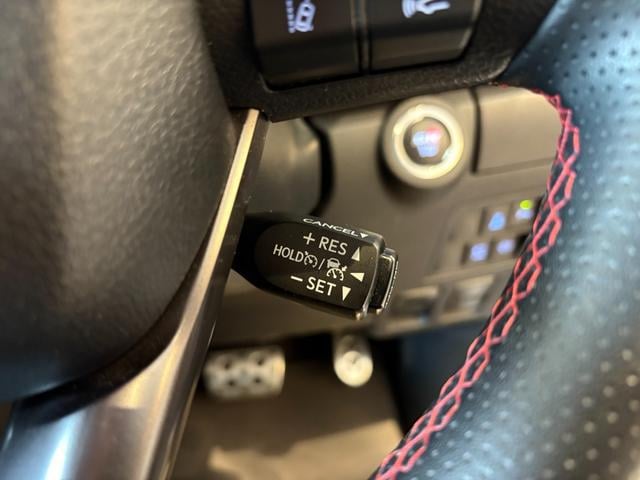 CANCEL▼
+ RES ▲
HOLD / ◀
− SET ▼